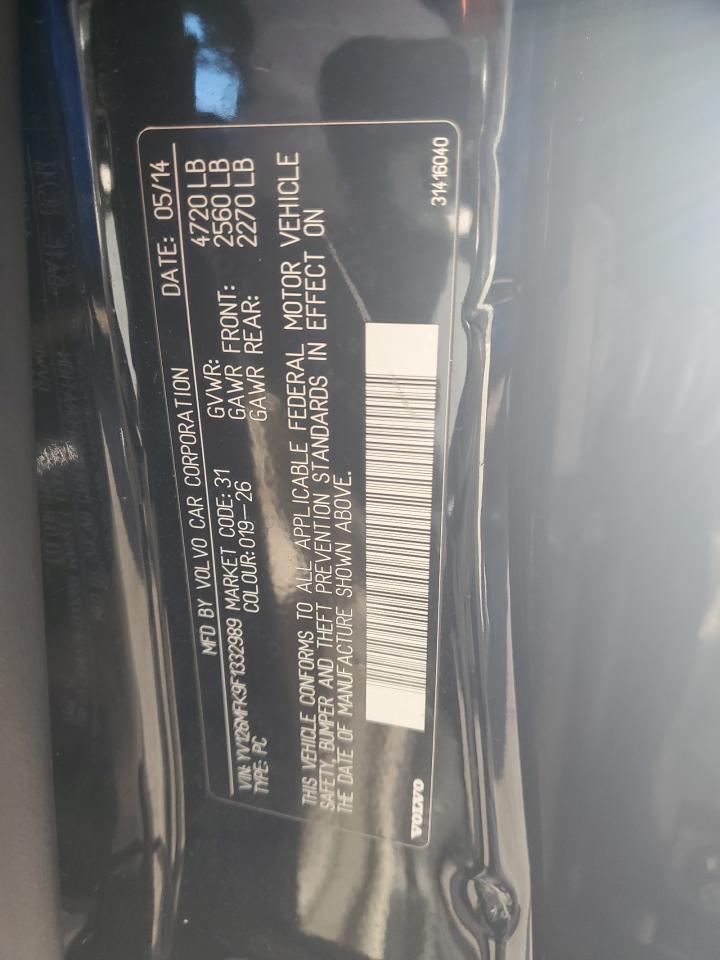 MFD BY VOLVO CAR CORPORATION DATE: 05/14
VIN: YV126MFK9F1332989 MARKET CODE: 31 GVWR: 4720 LB
TYPE: PC COLOUR: 019-26 GAWR FRONT: 2560 LB
GAWR REAR: 2270 LB
THIS VEHICLE CONFORMS TO ALL APPLICABLE FEDERAL MOTOR VEHICLE
SAFETY, BUMPER AND THEFT PREVENTION STANDARDS IN EFFECT ON
THE DATE OF MANUFACTURE SHOWN ABOVE.
VOLVO 31416040